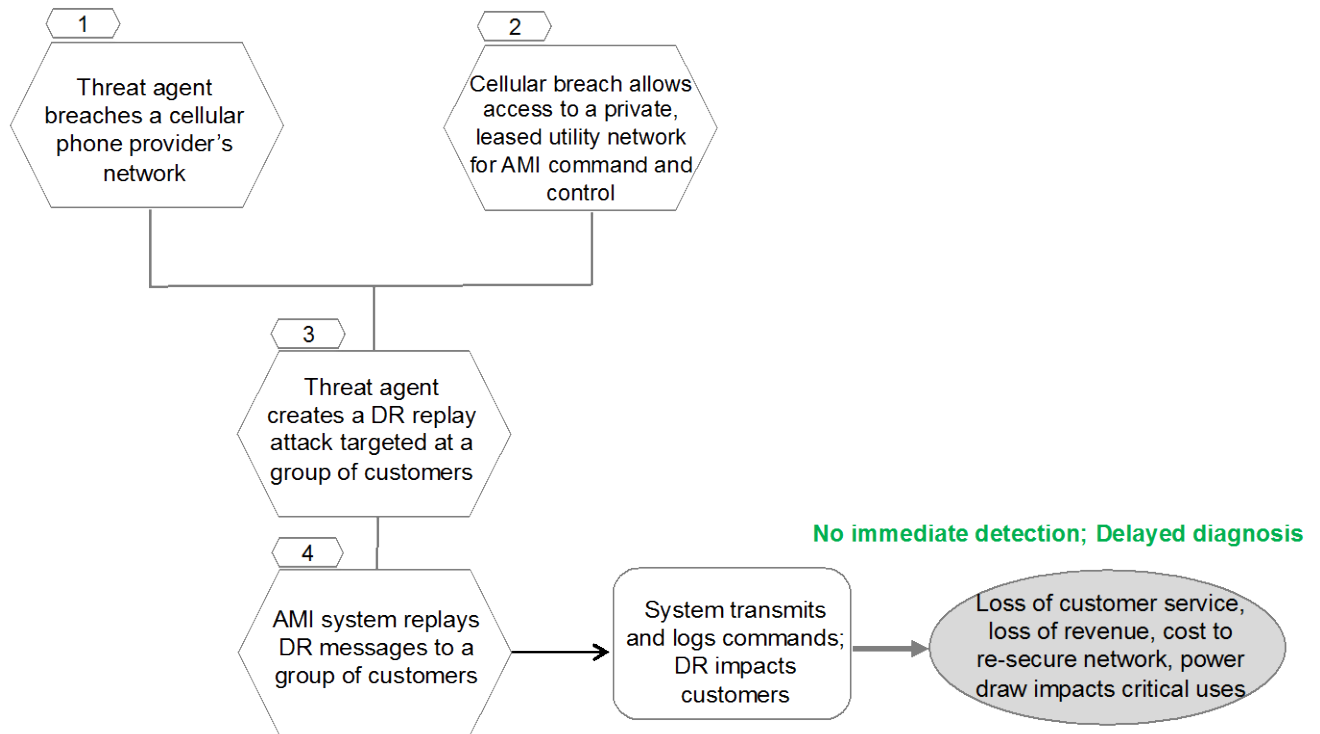 1
Threat agent
breaches a cellular
phone provider’s
network
2
Cellular breach allows
access to a private,
leased utility network
for AMI command and
control
3
Threat agent
creates a DR replay
attack targeted at a
group of customers
4
AMI system replays
DR messages to a
group of customers
System transmits
and logs commands;
DR impacts
customers
No immediate detection; Delayed diagnosis
Loss of customer service,
loss of revenue, cost to
re-secure network, power
draw impacts critical uses